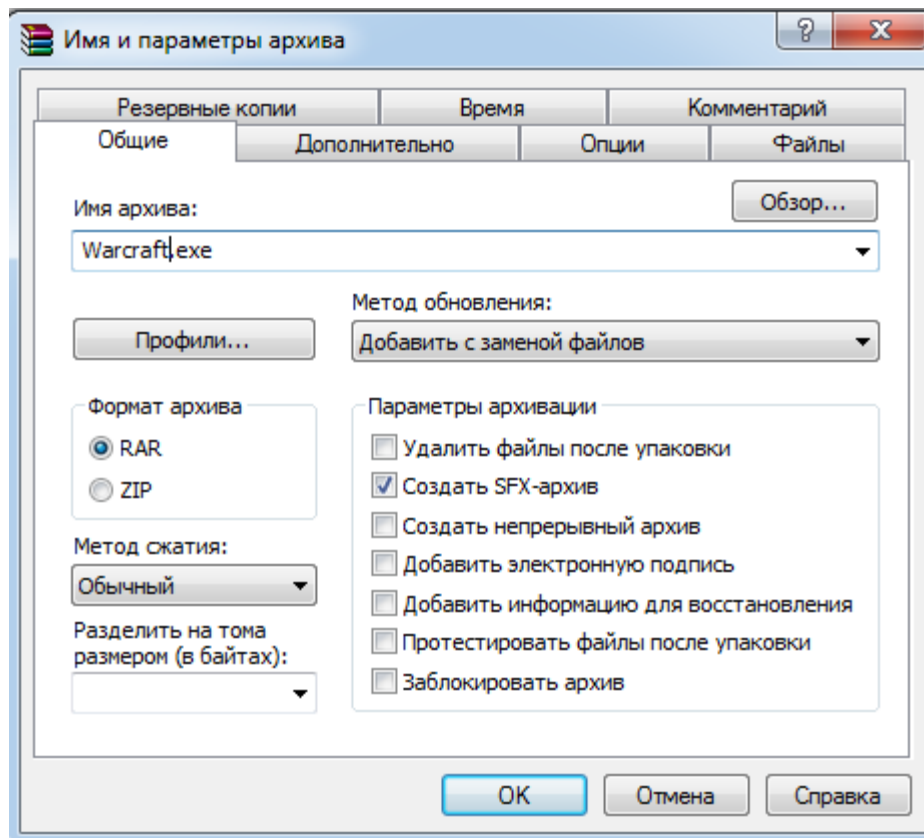 Имя и параметры архива
Резервные копии
Время
Комментарий
Общие
Дополнительно
Опции
Файлы
Имя архива:
Обзор...
Warcraft.exe
Метод обновления:
Профили...
Добавить с заменой файлов
Формат архива
RAR
ZIP
Метод сжатия:
Обычный
Разделить на тома
размером (в байтах):
Параметры архивации
Удалить файлы после упаковки
Создать SFX-архив
Создать непрерывный архив
Добавить электронную подпись
Добавить информацию для восстановления
Протестировать файлы после упаковки
Заблокировать архив
OK
Отмена
Справка